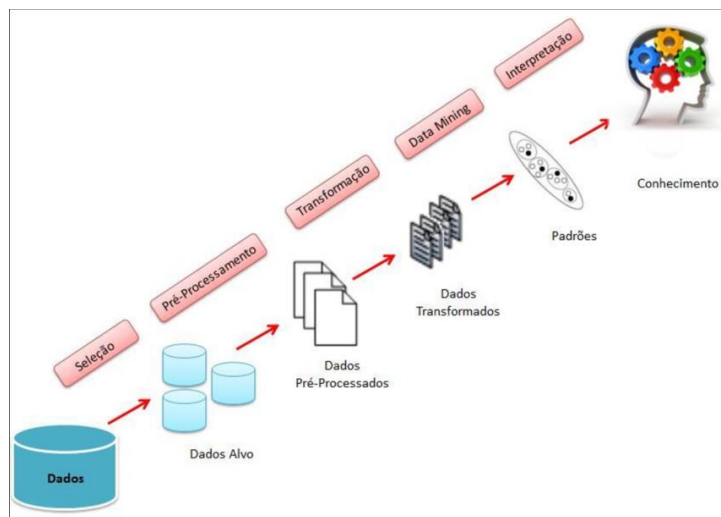 Interpretação
Data Mining
Transformação
Pré-Processamento
Seleção
Conhecimento
Padrões
Dados
Transformados
Dados
Pré-Processados
Dados Alvo
Dados